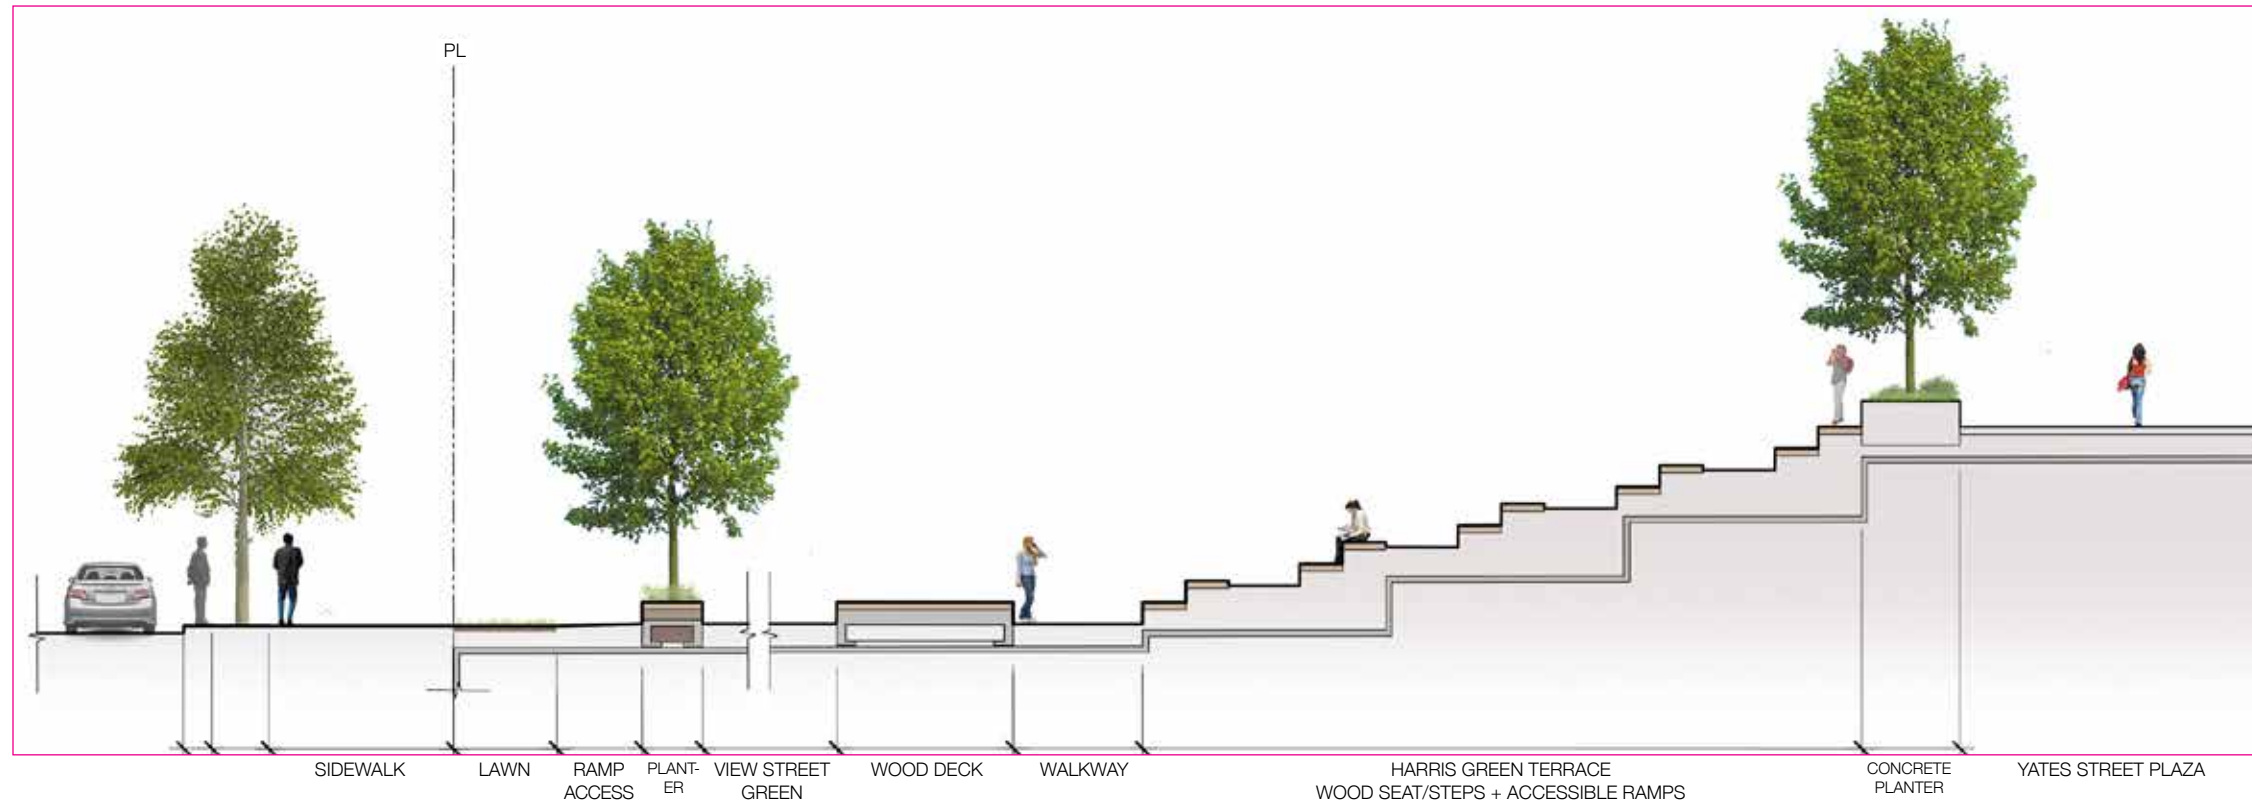 PL
SIDEWALK
LAWN
RAMP
ACCESS
PLANT-
ER
VIEW STREET
GREEN
WOOD DECK
WALKWAY
HARRIS GREEN TERRACE
WOOD SEAT/STEPS + ACCESSIBLE RAMPS
CONCRETE
PLANTER
YATES STREET PLAZA